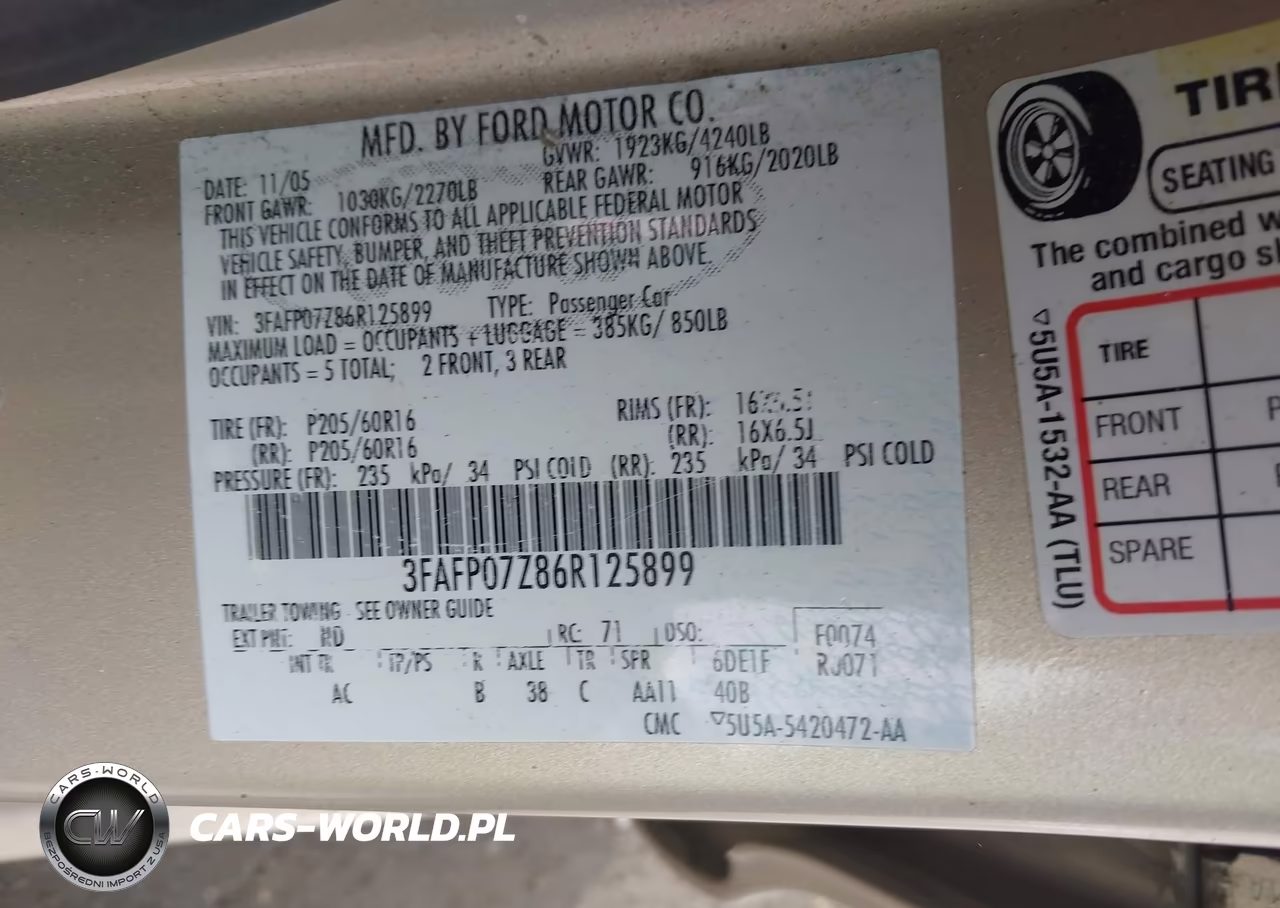 MFD. BY FORD MOTOR CO.
DATE: 11/05 GVWR: 1923KG/4240LB
FRONT GAWR: 1030KG/2270LB REAR GAWR: 916KG/2020LB
THIS VEHICLE CONFORMS TO ALL APPLICABLE FEDERAL MOTOR
VEHICLE SAFETY, BUMPER, AND THEFT PREVENTION STANDARDS
IN EFFECT ON THE DATE OF MANUFACTURE SHOWN ABOVE.
VIN: 3FAFP07Z86R125899 TYPE: Passenger Car
MAXIMUM LOAD = OCCUPANTS + LUGGAGE = 385KG/ 850LB
OCCUPANTS = 5 TOTAL; 2 FRONT, 3 REAR
TIRE (FR): P205/60R16 RIMS (FR):
(RR): P205/60R16 (RR): 16X6.5J
PRESSURE (FR): 235 kPa/ 34 PSI COLD (RR): 235 kPa/ 34 PSI COLD
3FAFP07Z86R125899
TRAILER TOWING - SEE OWNER GUIDE
EXT PNT: RC: 71 DSO: F0074
INT TR TP/PS R AXLE TR SPR R0071
AC B 38 C AA11 40B
CMC ▽5U5A-5420472-AA
TIR
SEATING
The combined w
and cargo s
TIRE
FRONT
REAR
SPARE
▽5U5A-1532-AA (TLU)
CARS-WORLD
CW
BEZPOŚREDNI IMPORT Z USA
CARS-WORLD.PL